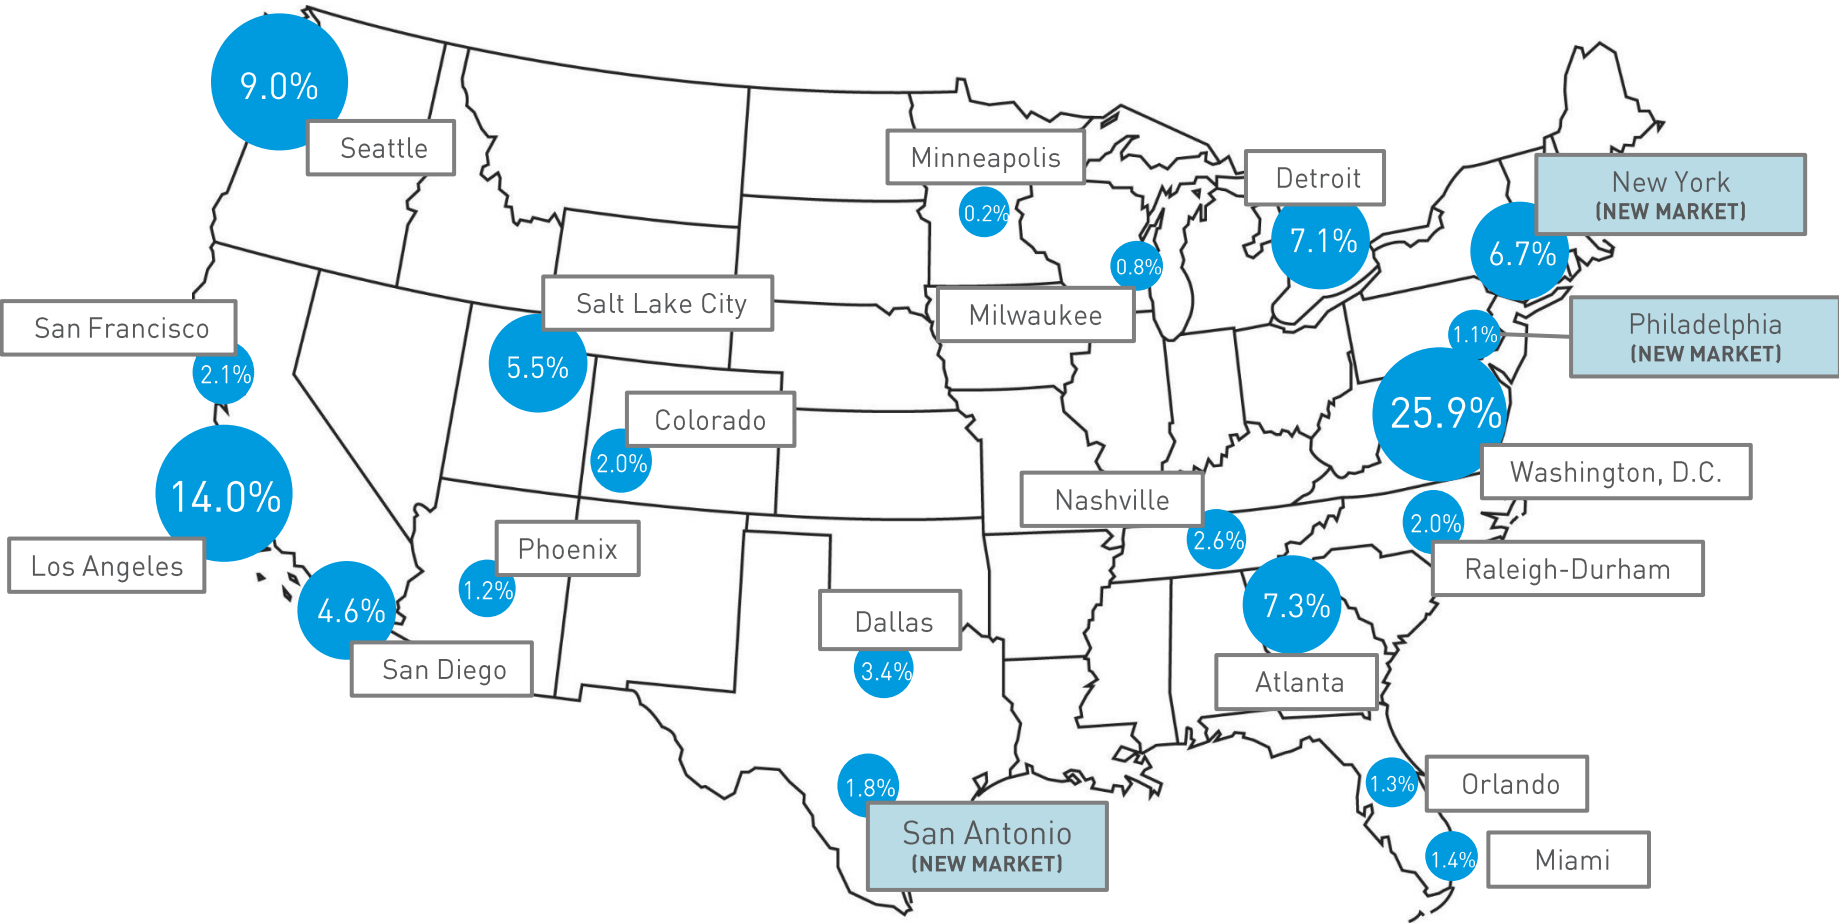 9.0%
Seattle
Minneapolis
0.2%
Detroit
7.1%
New York
(NEW MARKET)
6.7%
0.8%
Milwaukee
Salt Lake City
5.5%
San Francisco
2.1%
Philadelphia
(NEW MARKET)
1.1%
Colorado
2.0%
25.9%
Washington, D.C.
14.0%
Los Angeles
Nashville
2.6%
2.0%
Raleigh-Durham
Phoenix
1.2%
4.6%
San Diego
Dallas
3.4%
7.3%
Atlanta
1.8%
San Antonio
(NEW MARKET)
1.3%
Orlando
1.4%
Miami